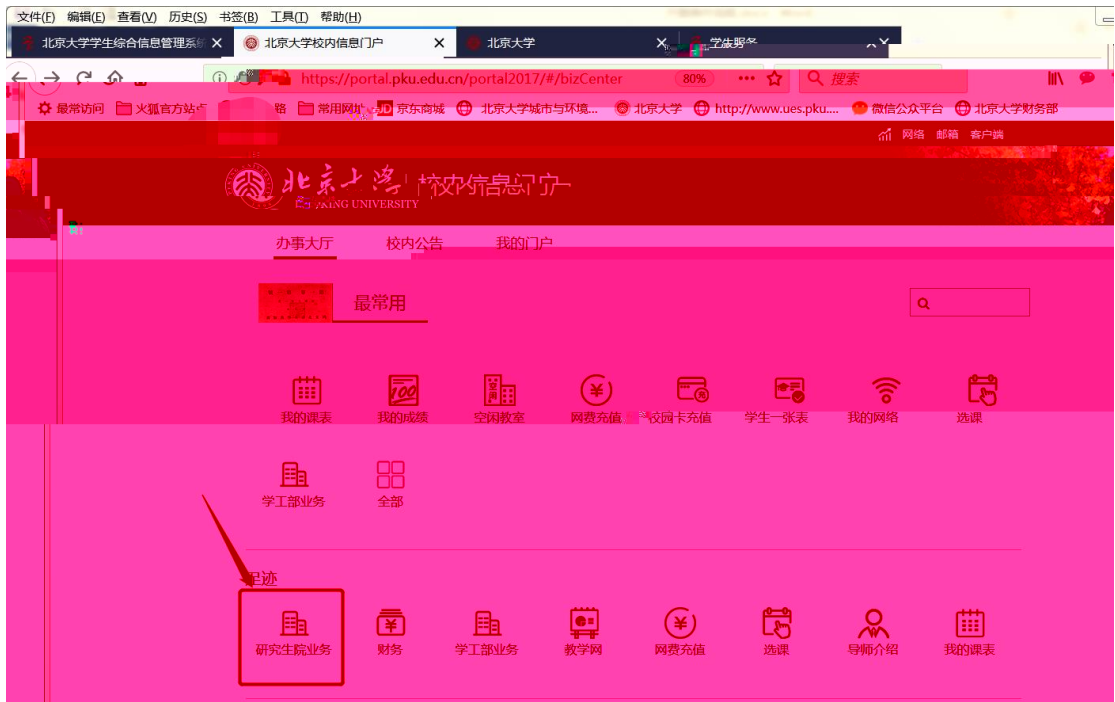 文件(F) 编辑(E) 查看(V) 历史(S) 书签(B) 工具(T) 帮助(H)
北京大学学生综合信息管理系统 × 北京大学校内信息门户 × 北京大学 ×
https://portal.pku.edu.cn/portal2017/#/bizCenter 80% 搜索
最常访问 火狐官方站点 常用网址 JD 京东商城 北京大学城市与环境... 北京大学 http://www.ues.pku.... 微信公众平台 北京大学财务部
网络 邮箱 客户端
北京大学 校内信息门户
PEKING UNIVERSITY
办事大厅 校内公告 我的门户
最常用
我的课表 我的成绩 空闲教室 网费充值 校园卡充值 学生一张表 我的网络 选课
学工部业务 全部
足迹
研究生院业务 财务 学工部业务 教学网 网费充值 选课 导师介绍 我的课表